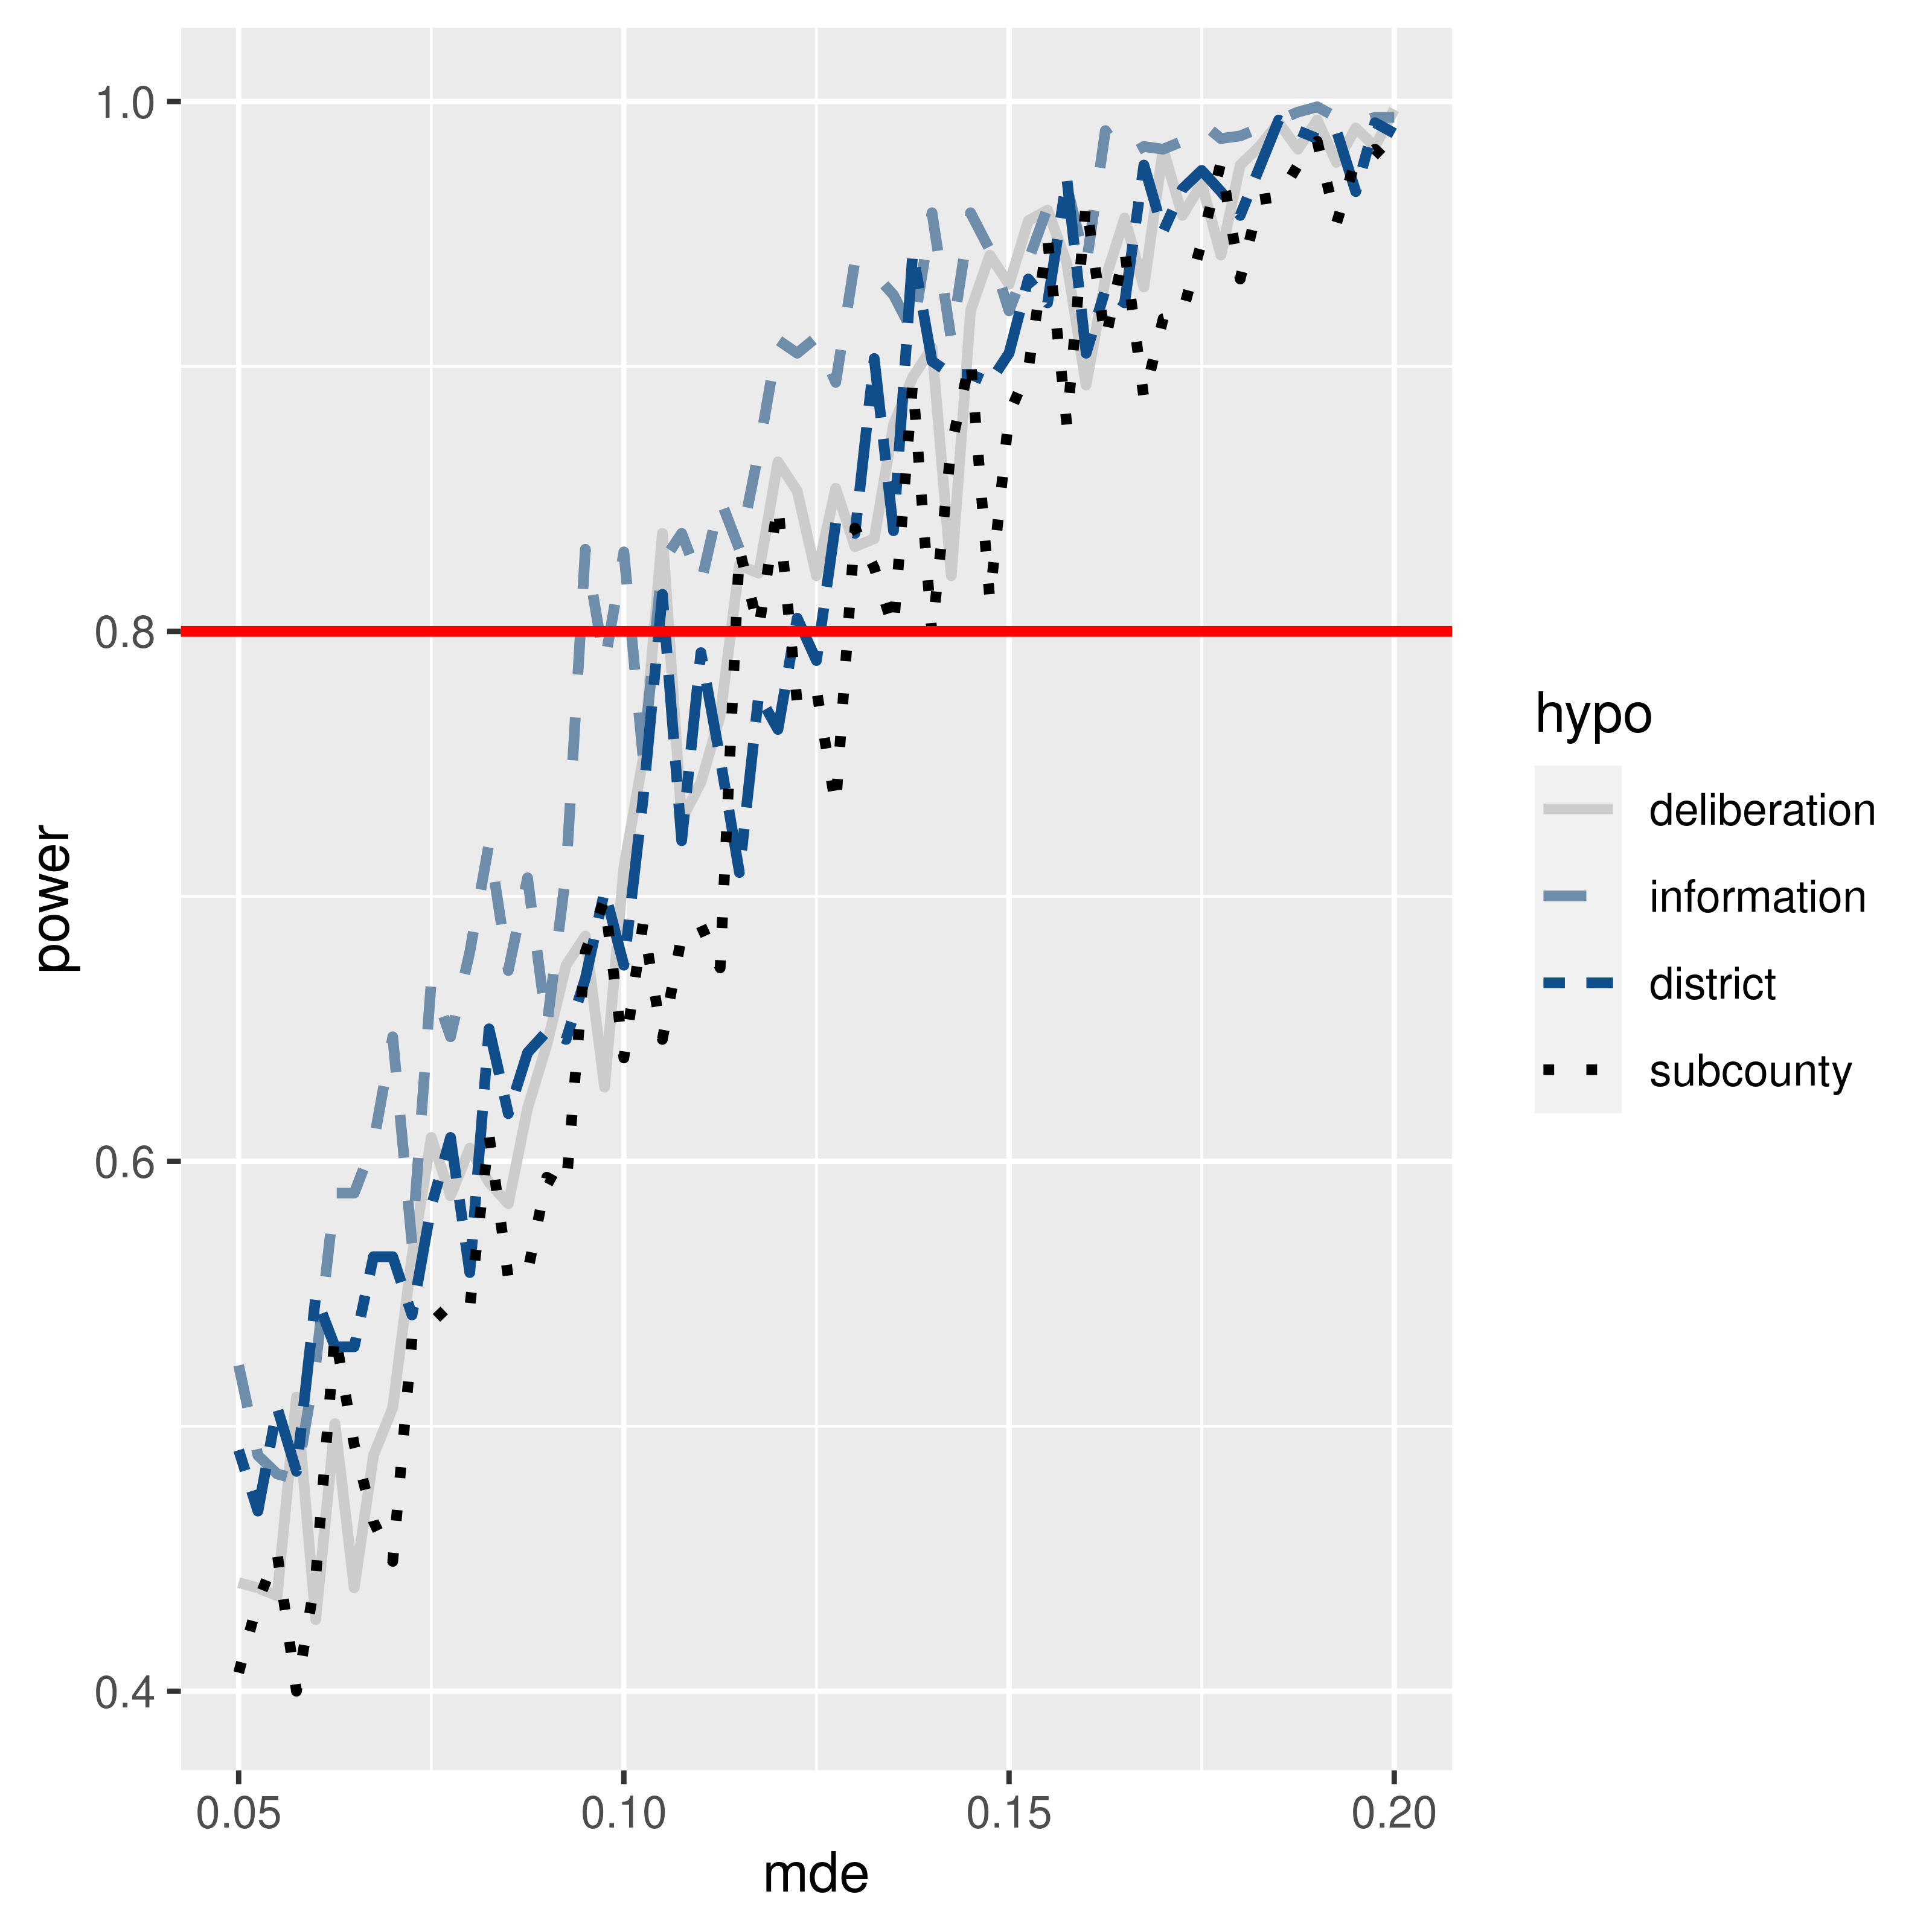 power
1.0
0.8
0.6
0.4
0.05
0.10
0.15
0.20
mde
hypo
deliberation
information
district
subcounty